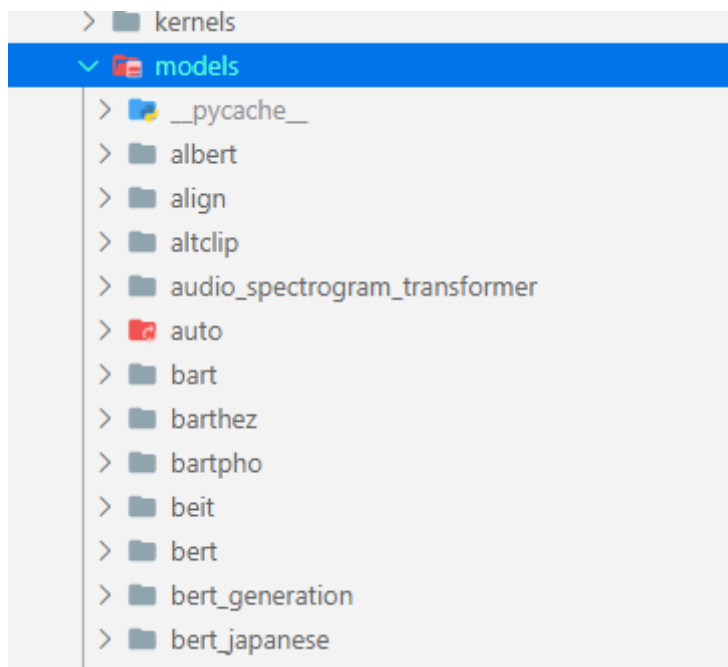 kernels
models
__pycache__
albert
align
altclip
audio_spectrogram_transformer
auto
bart
barthez
bartpho
beit
bert
bert_generation
bert_japanese